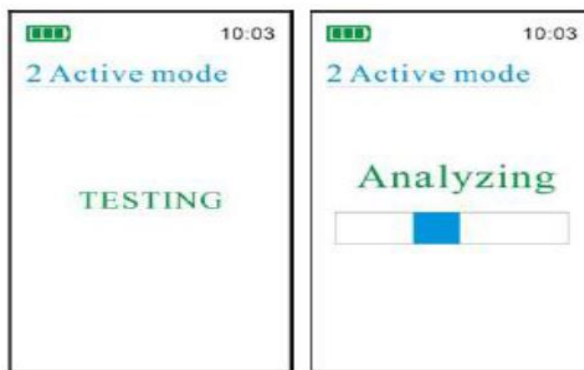 10:03
2 Active mode
TESTING
10:03
2 Active mode
Analyzing